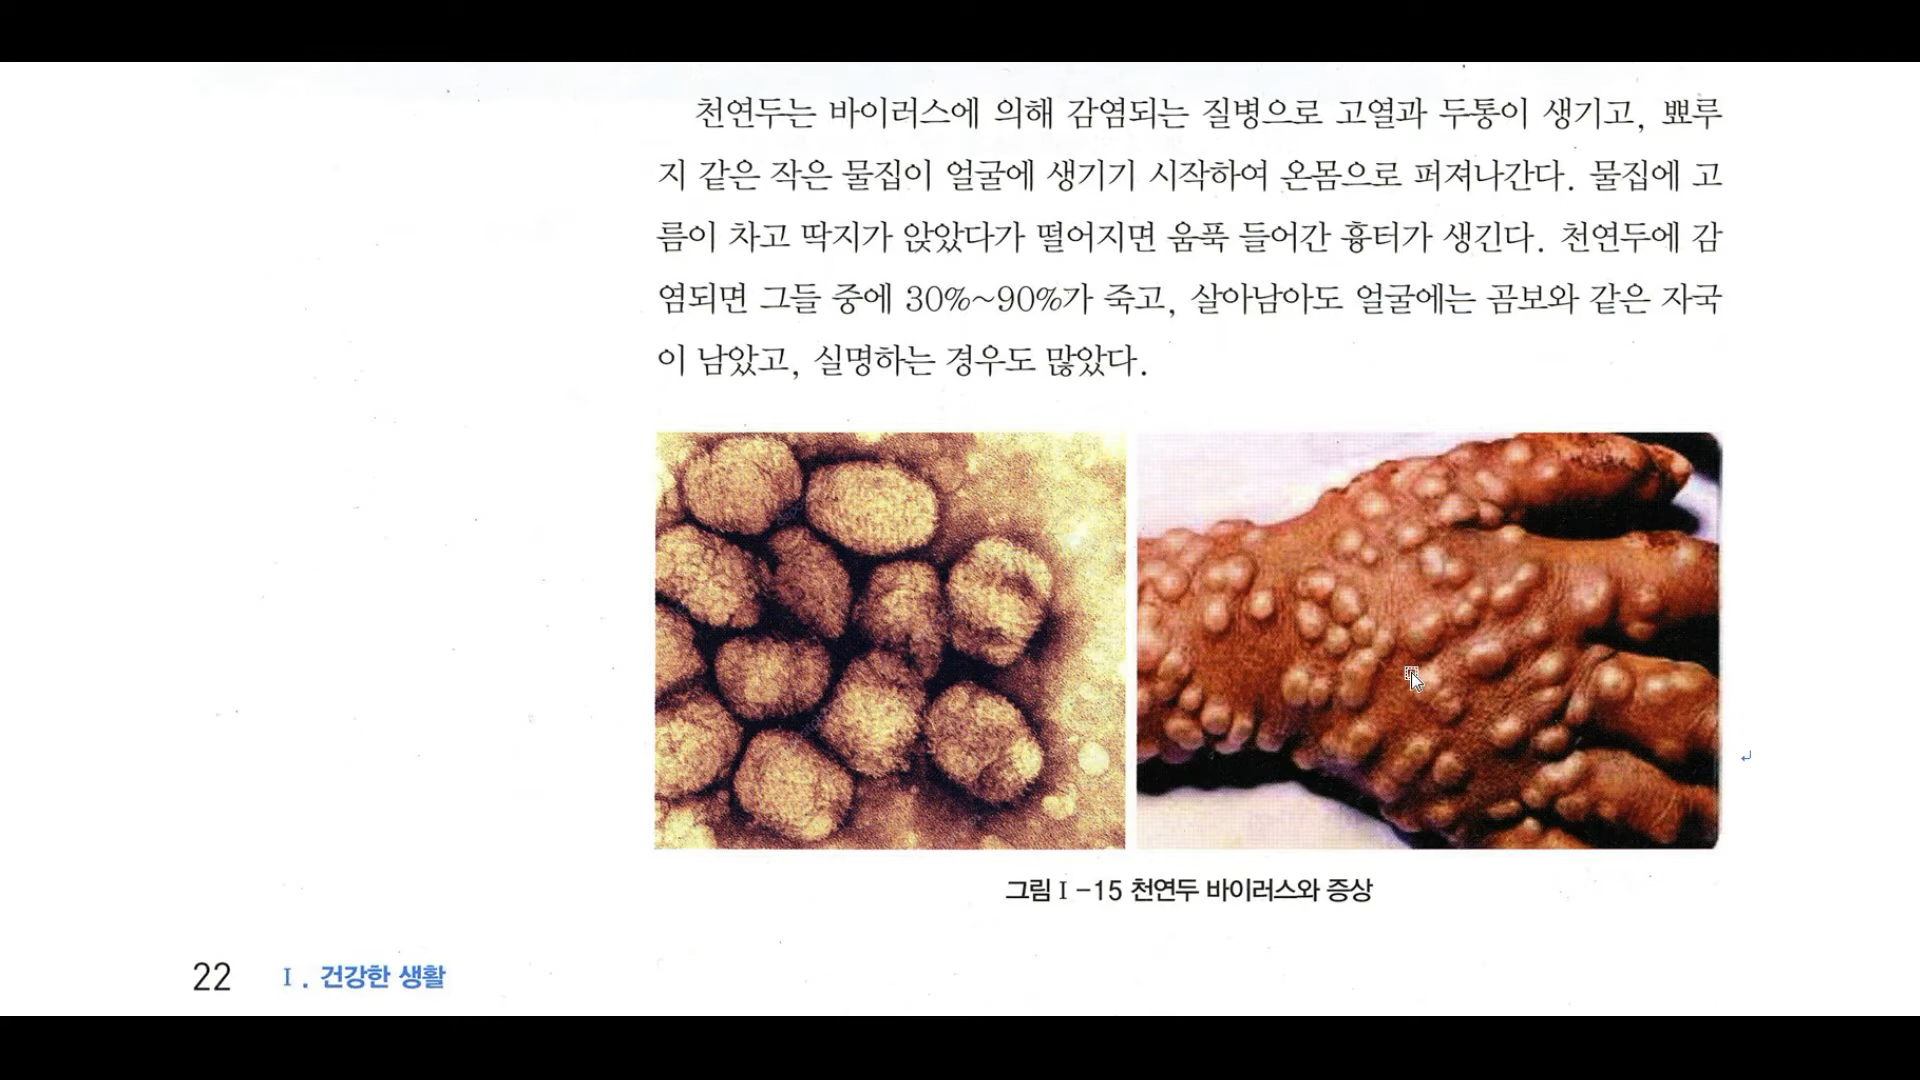 천연두는 바이러스에 의해 감염되는 질병으로 고열과 두통이 생기고, 뾰루
지 같은 작은 물집이 얼굴에 생기기 시작하여 온몸으로 퍼져나간다. 물집에 고
름이 차고 딱지가 앉았다가 떨어지면 움푹 들어간 흉터가 생긴다. 천연두에 감
염되면 그들 중에 30%~90%가 죽고, 살아남아도 얼굴에는 곰보와 같은 자국
이 남았고, 실명하는 경우도 많았다.
그림 Ⅰ-15 천연두 바이러스와 증상
22 Ⅰ. 건강한 생활